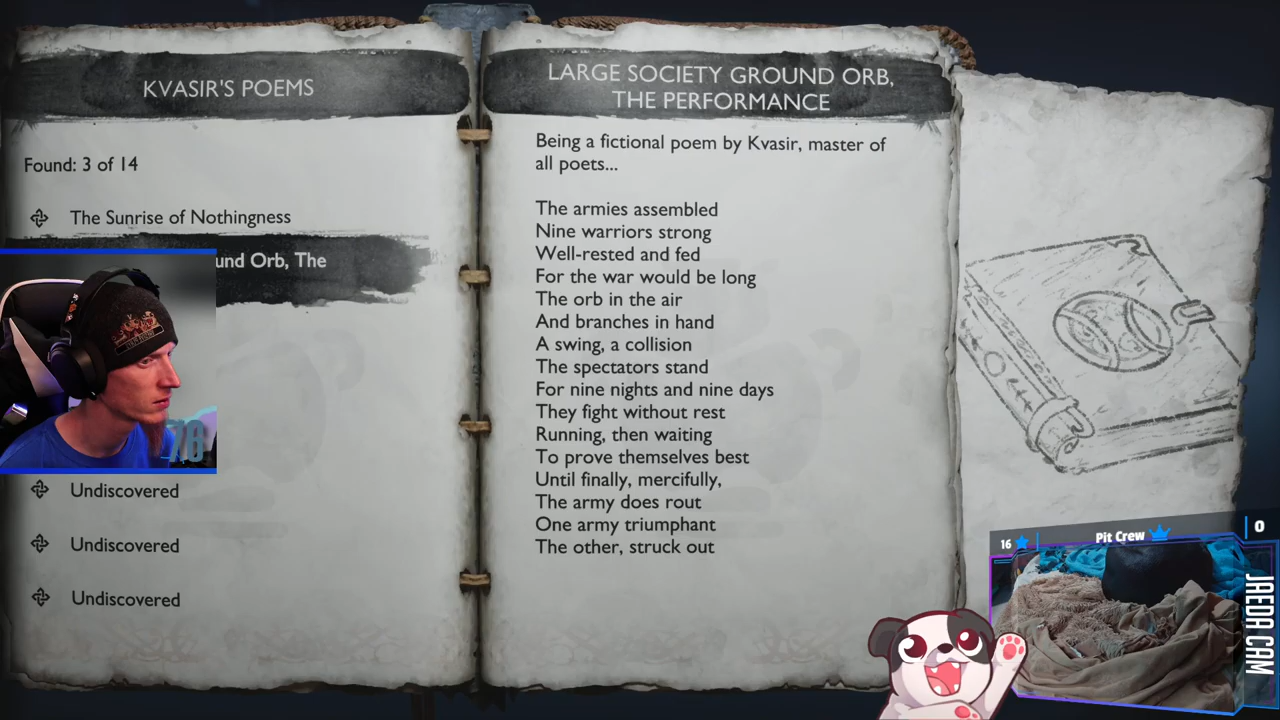 KVASIR'S POEMS
Found: 3 of 14
The Sunrise of Nothingness
und Orb, The
Undiscovered
Undiscovered
Undiscovered
LARGE SOCIETY GROUND ORB,
THE PERFORMANCE
Being a fictional poem by Kvasir, master of
all poets...
The armies assembled
Nine warriors strong
Well-rested and fed
For the war would be long
The orb in the air
And branches in hand
A swing, a collision
The spectators stand
For nine nights and nine days
They fight without rest
Running, then waiting
To prove themselves best
Until finally, mercifully,
The army does rout
One army triumphant
The other, struck out
78
16
Pit Crew
0
JAEDA CAM